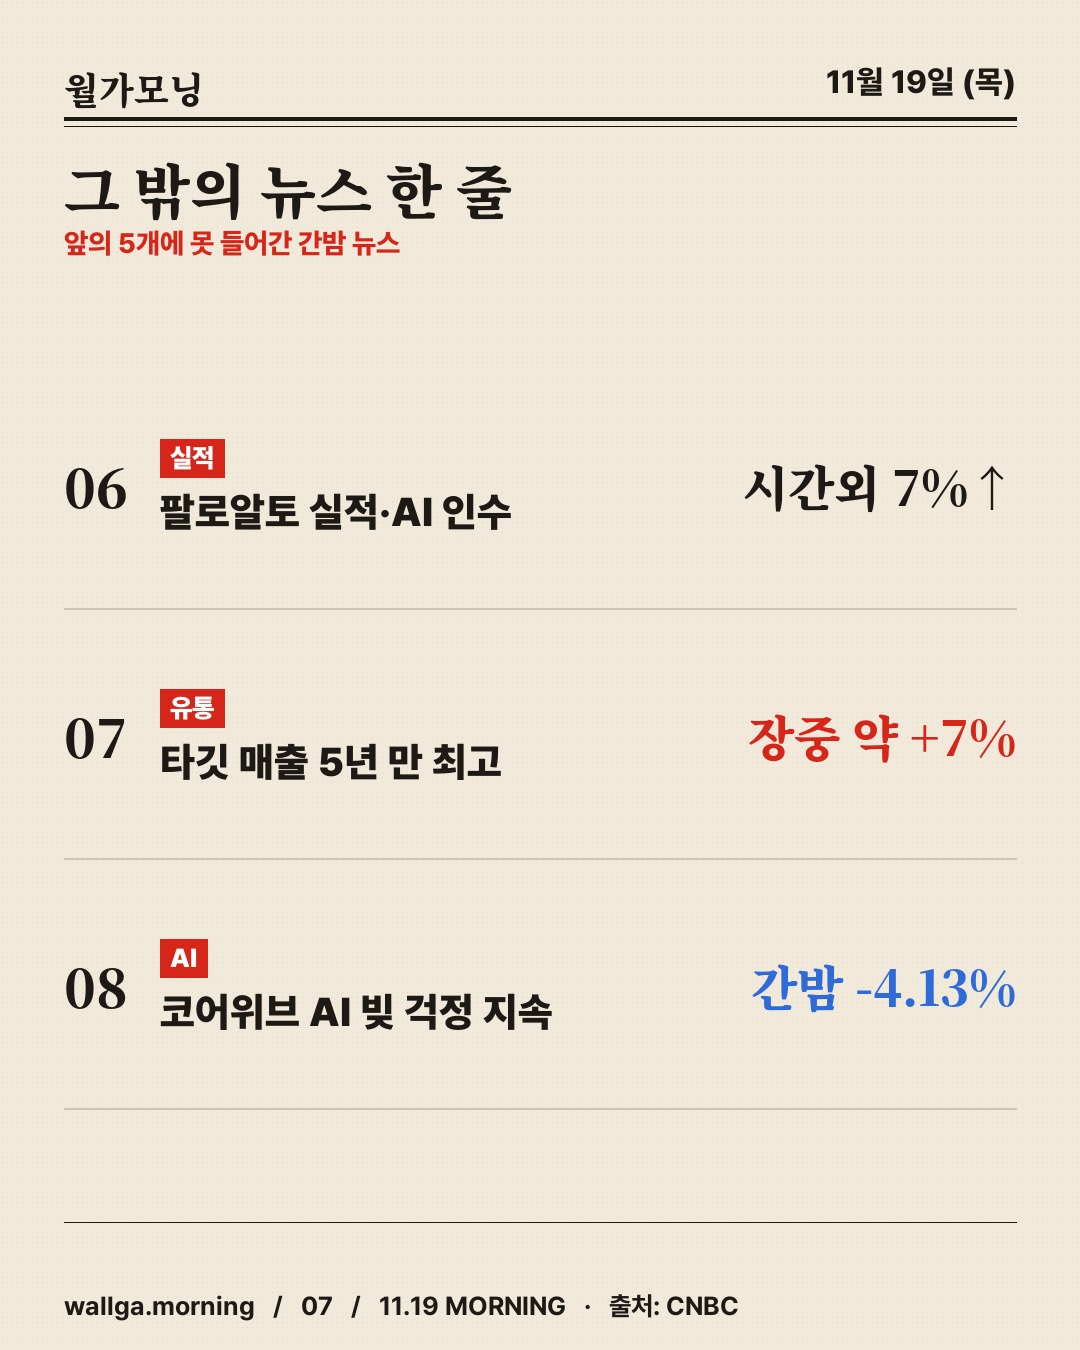 월가모닝
11월 19일 (목)
그 밖의 뉴스 한 줄
앞의 5개에 못 들어간 간밤 뉴스
06
실적
팔로알토 실적·AI 인수
시간외 7%↑
07
유통
타깃 매출 5년 만 최고
장중 약 +7%
08
AI
코어위브 AI 빚 걱정 지속
간밤 -4.13%
wallga.morning / 07 / 11.19 MORNING · 출처: CNBC